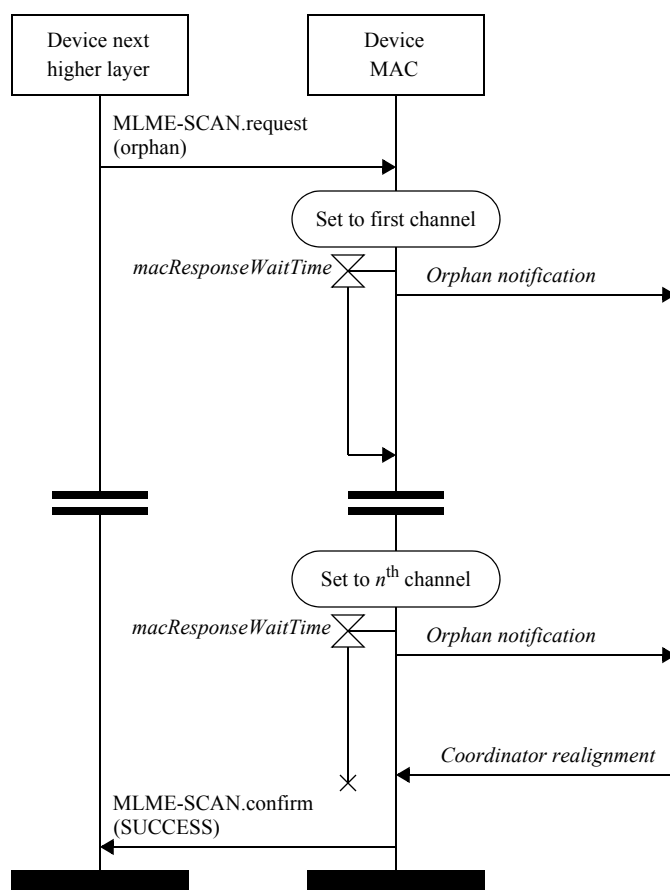 Device next
higher layer
Device
MAC
MLME-SCAN.request
(orphan)
Set to first channel
macResponseWaitTime
Orphan notification
Set to nth channel
macResponseWaitTime
Orphan notification
Coordinator realignment
MLME-SCAN.confirm
(SUCCESS)